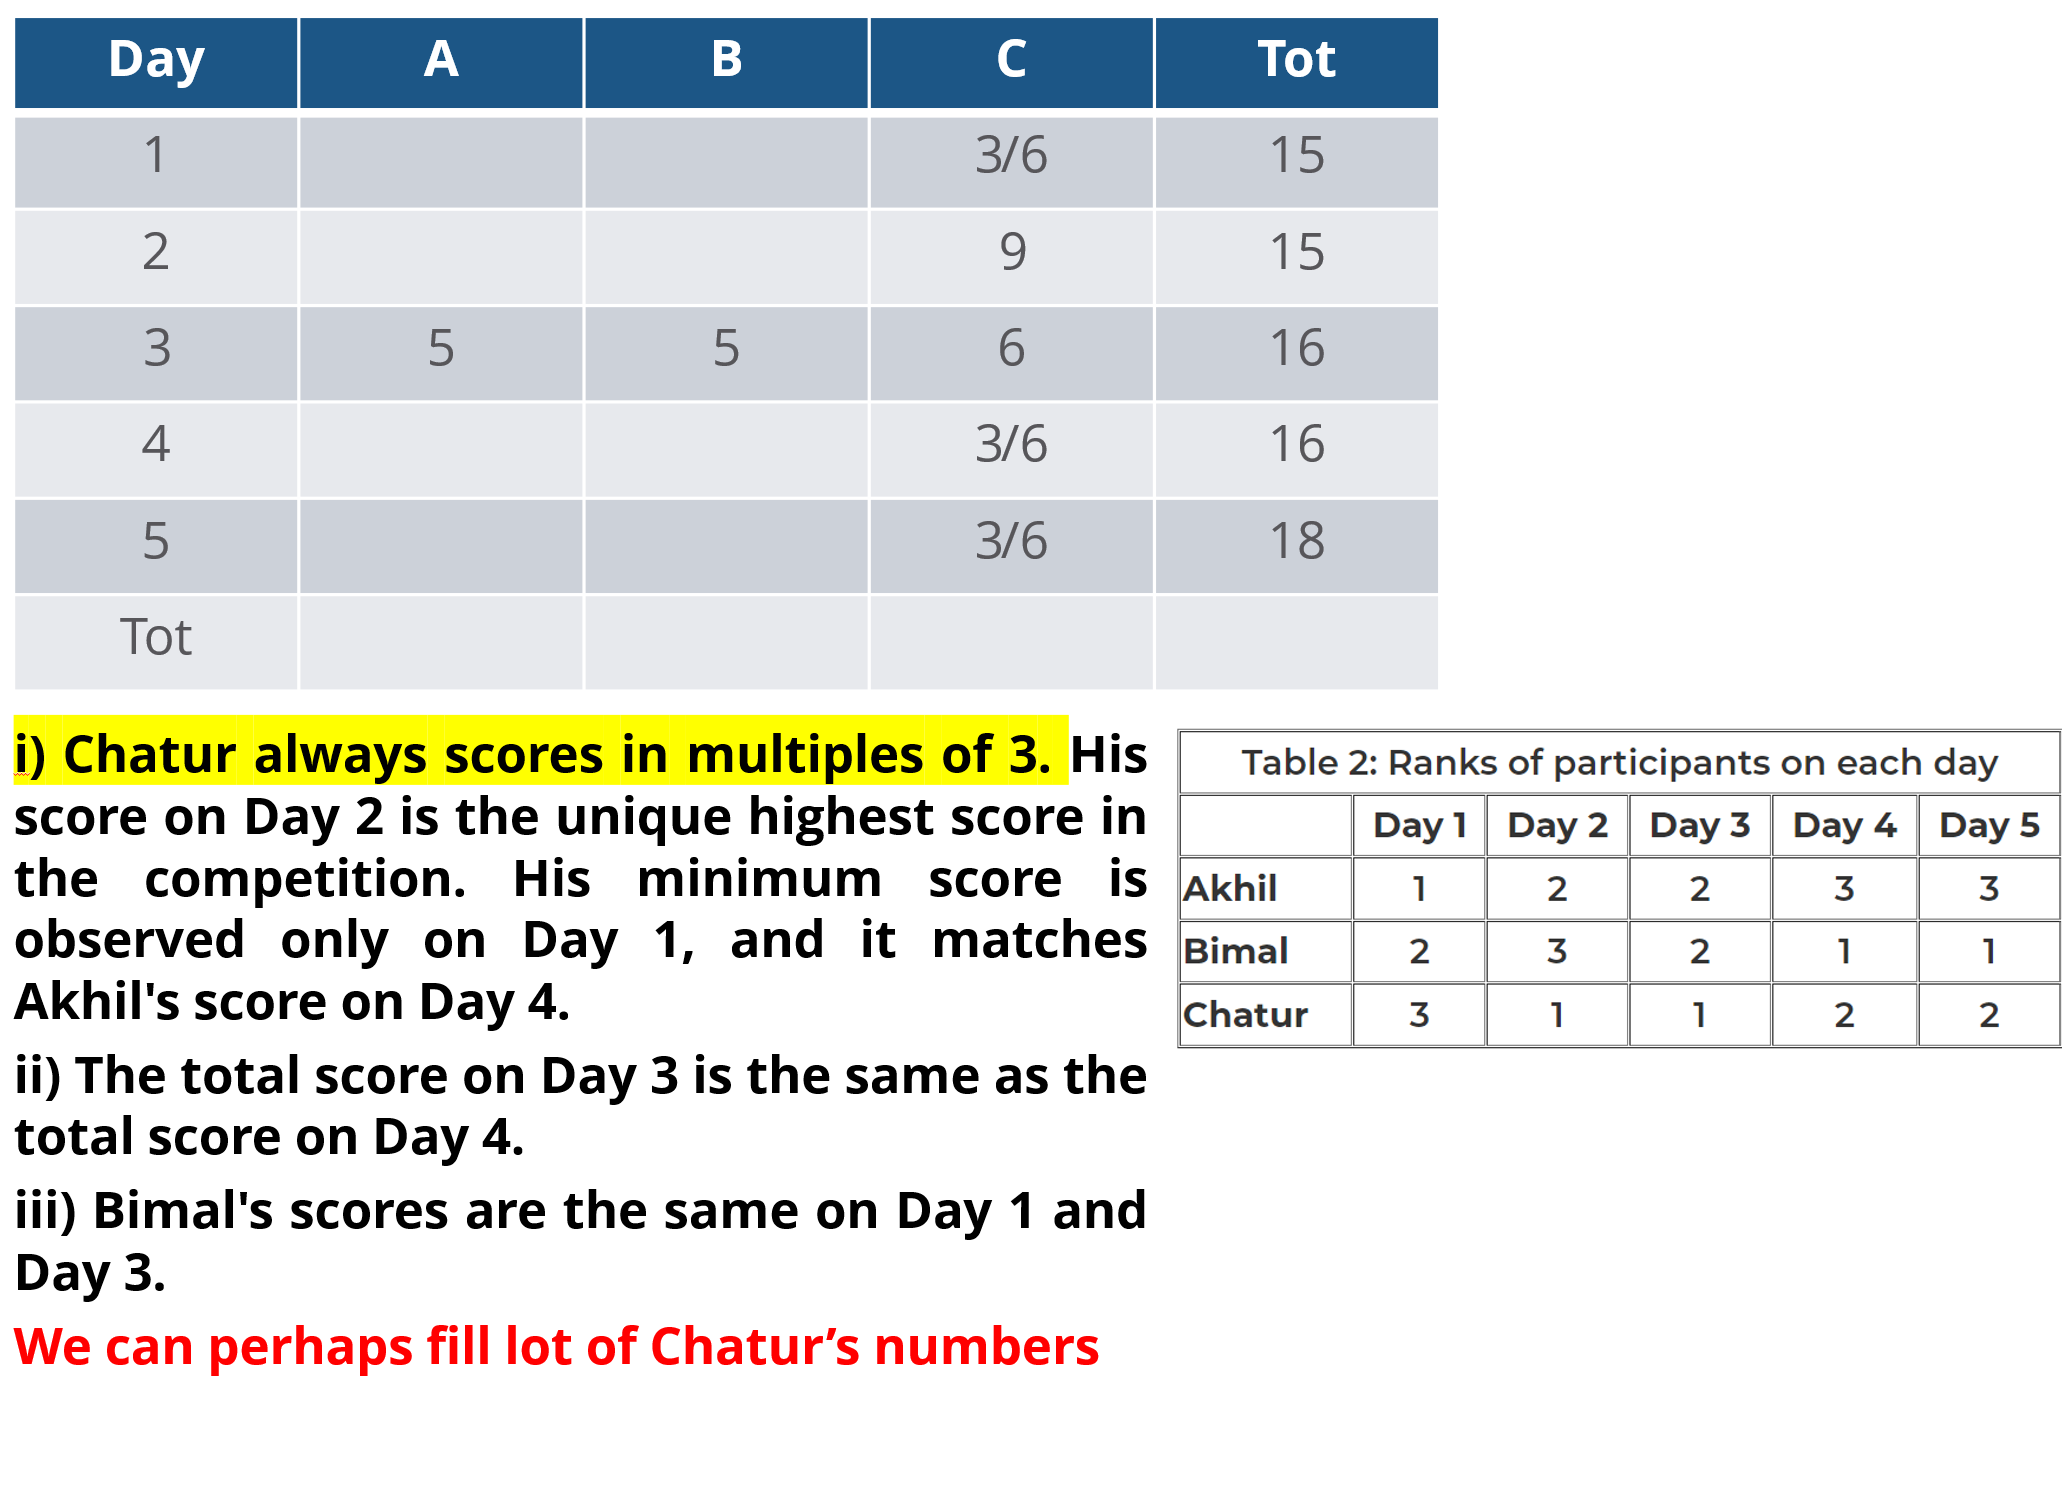 Day A B C Tot
1 3/6 15
2 9 15
3 5 5 6 16
4 3/6 16
5 3/6 18
Tot
i) Chatur always scores in multiples of 3. His
score on Day 2 is the unique highest score in
the competition. His minimum score is
observed only on Day 1, and it matches
Akhil's score on Day 4.
ii) The total score on Day 3 is the same as the
total score on Day 4.
iii) Bimal's scores are the same on Day 1 and
Day 3.
We can perhaps fill lot of Chatur’s numbers
Table 2: Ranks of participants on each day
Day 1 Day 2 Day 3 Day 4 Day 5
Akhil 1 2 2 3 3
Bimal 2 3 2 1 1
Chatur 3 1 1 2 2